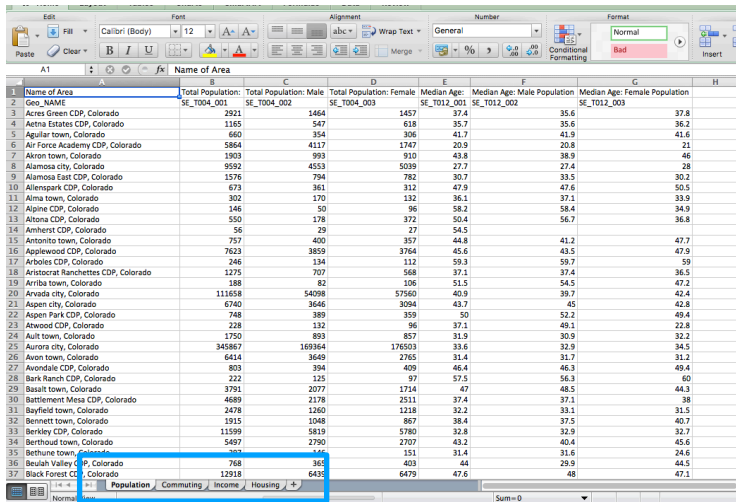 Edit Font Alignment Number Format
Fill Calibri (Body) 12 A A abc Wrap Text General Normal
Paste Clear B I U A Merge % Conditional Formatting Bad Insert
A1 fx Name of Area
A B C D E F G H
1 Name of Area Total Population: Total Population: Male Total Population: Female Median Age: Median Age: Male Population Median Age: Female Population
2 Geo_NAME SE_T004_001 SE_T004_002 SE_T004_003 SE_T012_001 SE_T012_002 SE_T012_003
3 Acres Green CDP, Colorado 2921 1464 1457 37.4 35.6 37.8
4 Aetna Estates CDP, Colorado 1165 547 618 35.7 35.6 36.2
5 Aguilar town, Colorado 660 354 306 41.7 41.9 41.6
6 Air Force Academy CDP, Colorado 5864 4117 1747 20.9 20.8 21
7 Akron town, Colorado 1903 993 910 43.8 38.9 46
8 Alamosa city, Colorado 9592 4553 5039 27.7 27.4 28
9 Alamosa East CDP, Colorado 1576 794 782 30.7 33.5 30.2
10 Allenspark CDP, Colorado 673 361 312 47.9 47.6 50.5
11 Alma town, Colorado 302 170 132 36.1 37.1 33.9
12 Alpine CDP, Colorado 146 50 96 58.2 58.4 34.9
13 Altona CDP, Colorado 550 178 372 50.4 56.7 36.8
14 Amherst CDP, Colorado 56 29 27 54.5
15 Antonito town, Colorado 757 400 357 44.8 41.2 47.7
16 Applewood CDP, Colorado 7623 3859 3764 45.6 43.5 47.9
17 Arboles CDP, Colorado 246 134 112 59.3 59.7 59
18 Aristocrat Ranchettes CDP, Colorado 1275 707 568 37.1 37.4 36.5
19 Arriba town, Colorado 188 82 106 51.5 54.5 47.2
20 Arvada city, Colorado 111658 54098 57560 40.9 39.7 42.4
21 Aspen city, Colorado 6740 3646 3094 43.7 45 42.8
22 Aspen Park CDP, Colorado 748 389 359 50 52.2 49.4
23 Atwood CDP, Colorado 228 132 96 37.1 49.1 22.8
24 Ault town, Colorado 1750 893 857 31.9 30.9 32.2
25 Aurora city, Colorado 345867 169364 176503 33.6 32.9 34.5
26 Avon town, Colorado 6414 3649 2765 31.4 31.7 31.2
27 Avondale CDP, Colorado 803 394 409 46.4 46.3 49.4
28 Bark Ranch CDP, Colorado 222 125 97 57.5 56.3 60
29 Basalt town, Colorado 3791 2077 1714 47 48.5 44.3
30 Battlement Mesa CDP, Colorado 4689 2178 2511 37.4 37.1 38
31 Bayfield town, Colorado 2478 1260 1218 32.2 33.1 31.5
32 Bennett town, Colorado 1915 1048 867 38.4 37.5 40.7
33 Berkley CDP, Colorado 11599 5819 5780 32.8 32.9 32.7
34 Berthoud town, Colorado 5497 2790 2707 43.2 40.4 45.6
35 Bethune town, Colorado 151 31.4 31.6 24.6
36 Beulah Valley CDP, Colorado 768 365 403 44 29.9 44.5
37 Black Forest CDP, Colorado 12918 6439 6479 47.6 48 47.1
Population Commuting Income Housing +
Normal View Sum=0